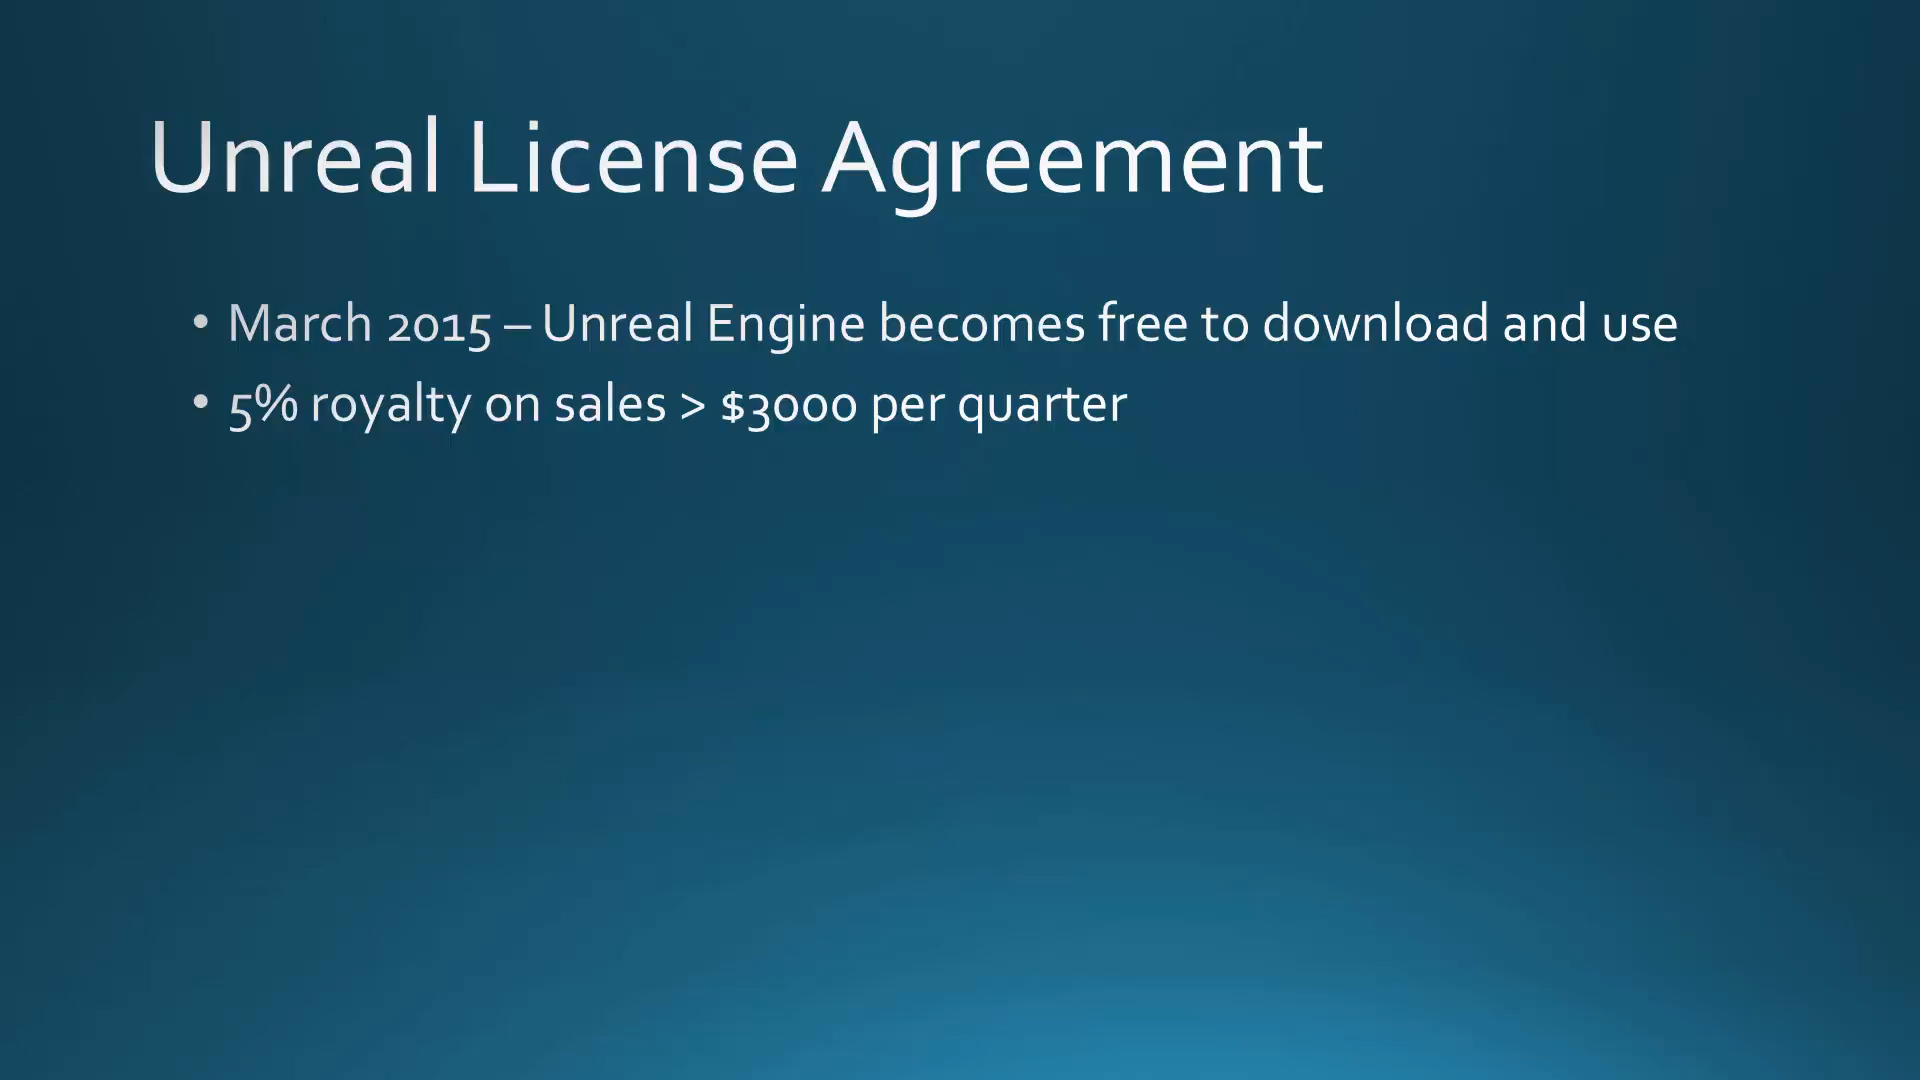 Unreal License Agreement
• March 2015 – Unreal Engine becomes free to download and use
• 5% royalty on sales > $3000 per quarter